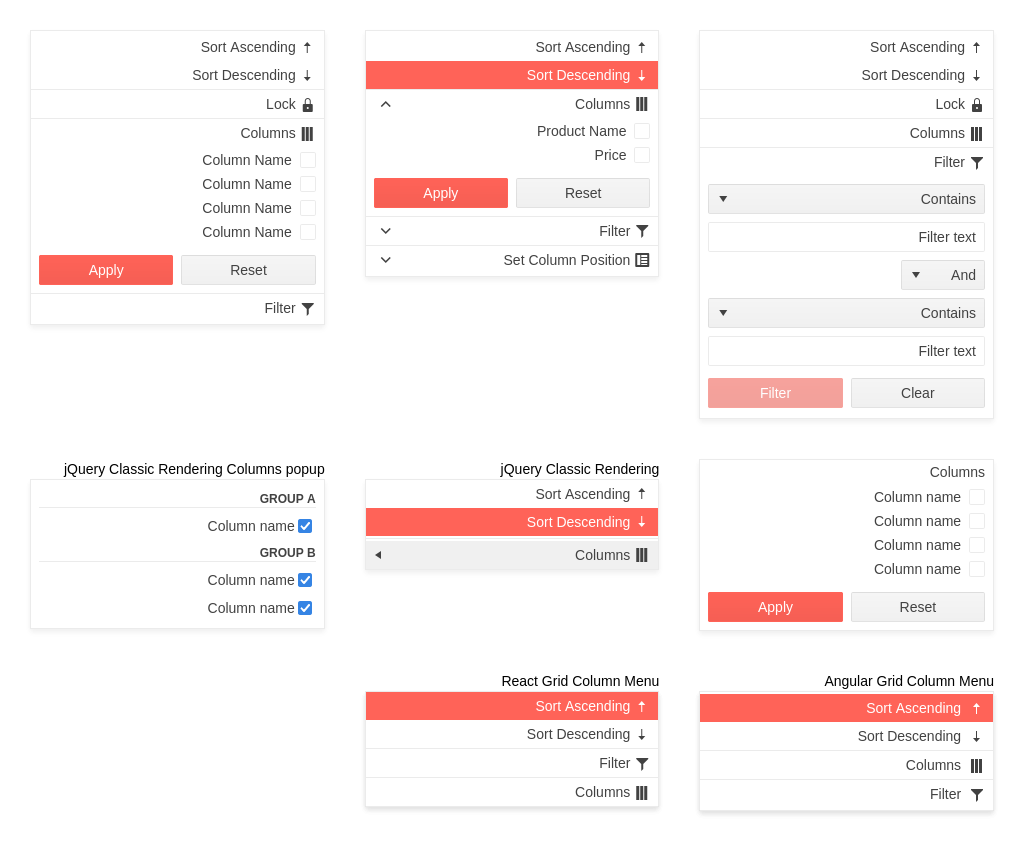 Sort Ascending
Sort Descending
Lock
Columns
Column Name
Column Name
Column Name
Column Name
Apply
Reset
Filter
Sort Ascending
Sort Descending
Columns
Product Name
Price
Apply
Reset
Filter
Set Column Position
Sort Ascending
Sort Descending
Lock
Columns
Filter
Contains
Filter text
And
Contains
Filter text
Filter
Clear
jQuery Classic Rendering Columns popup
GROUP A
Column name
GROUP B
Column name
Column name
jQuery Classic Rendering
Sort Ascending
Sort Descending
Columns
Columns
Column name
Column name
Column name
Column name
Apply
Reset
React Grid Column Menu
Sort Ascending
Sort Descending
Filter
Columns
Angular Grid Column Menu
Sort Ascending
Sort Descending
Columns
Filter